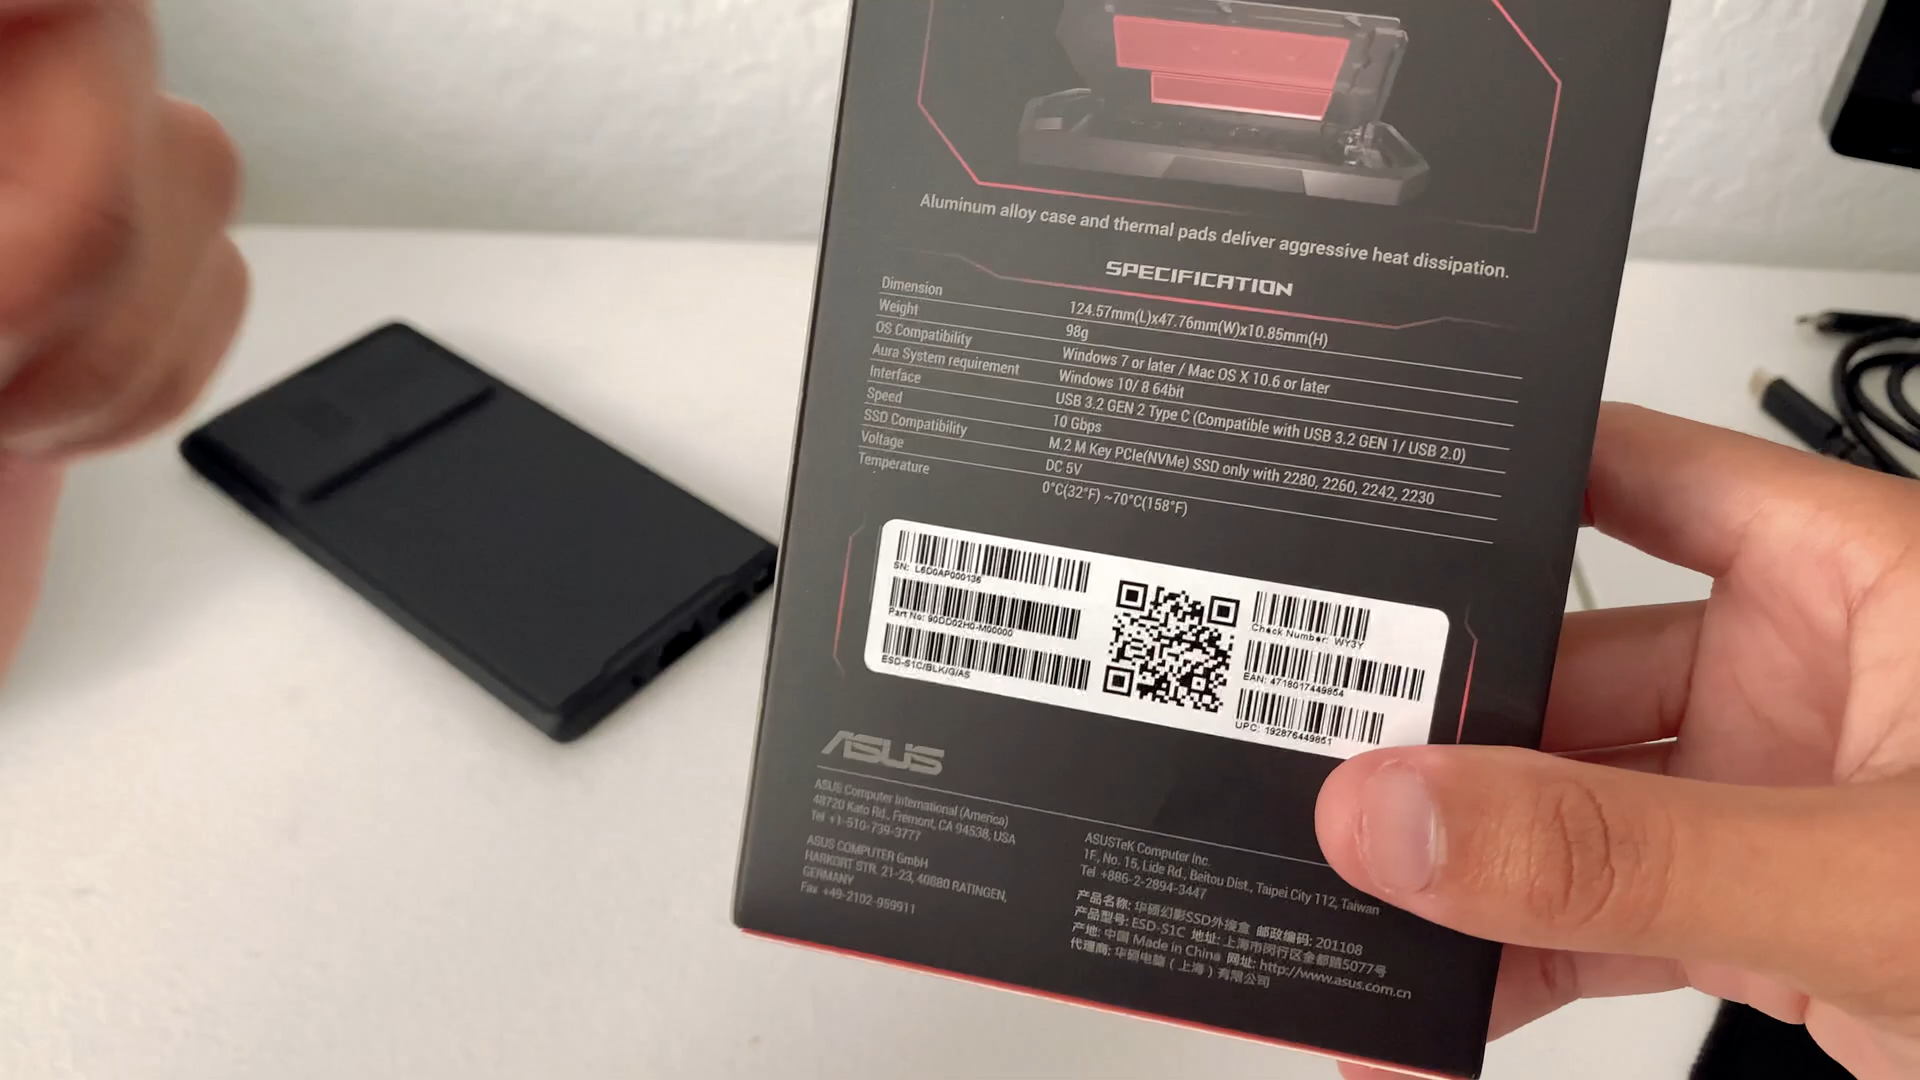 Aluminum alloy case and thermal pads deliver aggressive heat dissipation.
SPECIFICATION
Dimension 124.57mm(L)x47.76mm(W)x10.85mm(H)
Weight 98g
OS Compatibility Windows 7 or later / Mac OS X 10.6 or later
Aura System requirement Windows 10/ 8 64bit
Interface USB 3.2 GEN 2 Type C (Compatible with USB 3.2 GEN 1/ USB 2.0)
Speed 10 Gbps
SSD Compatibility M.2 M Key PCIe(NVMe) SSD only with 2280, 2260, 2242, 2230
Voltage DC 5V
Temperature 0°C(32°F) ~70°C(158°F)
SN: L6D0AP000136
Part No: 90DD02H0-M00000
ESD-S1C/BLK/G/AS
Check Number: WY3Y
EAN: 4718017449854
UPC: 192876449851
ASUS
ASUS Computer International (America)
48720 Kato Rd., Fremont, CA 94538, USA
Tel +1-510-739-3777
ASUS COMPUTER GmbH
HARKORT STR. 21-23, 40880 RATINGEN,
GERMANY
Fax +49-2102-959911
ASUSTeK Computer Inc.
1F., No. 15, Lide Rd., Beitou Dist., Taipei City 112, Taiwan
Tel +886-2-2894-3447
产品名称: 华硕幻影SSD外接盒 邮政编码: 201108
产品型号: ESD-S1C 地址: 上海市闵行区金都路5077号
产地: 中国 Made in China 网址: http://www.asus.com.cn
代理商: 华硕电脑（上海）有限公司